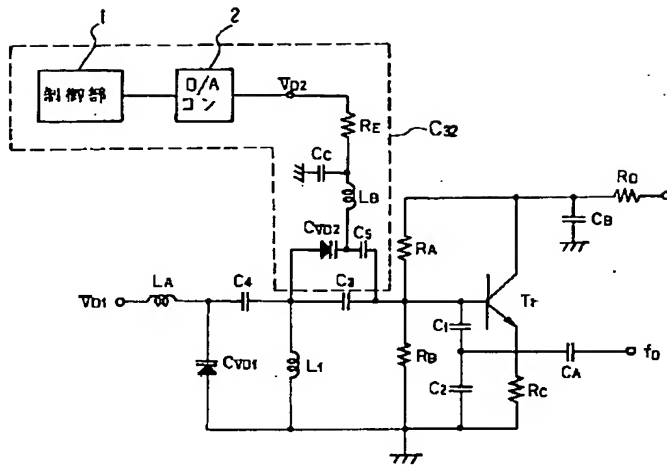 1
2
制御部
D/A
コン
VD2
RE
C32
CC
LB
CVD2
C5
RA
CB
RD
Tr
VD1
LA
C4
C3
C1
CVD1
L1
RB
C2
RC
CA
fo